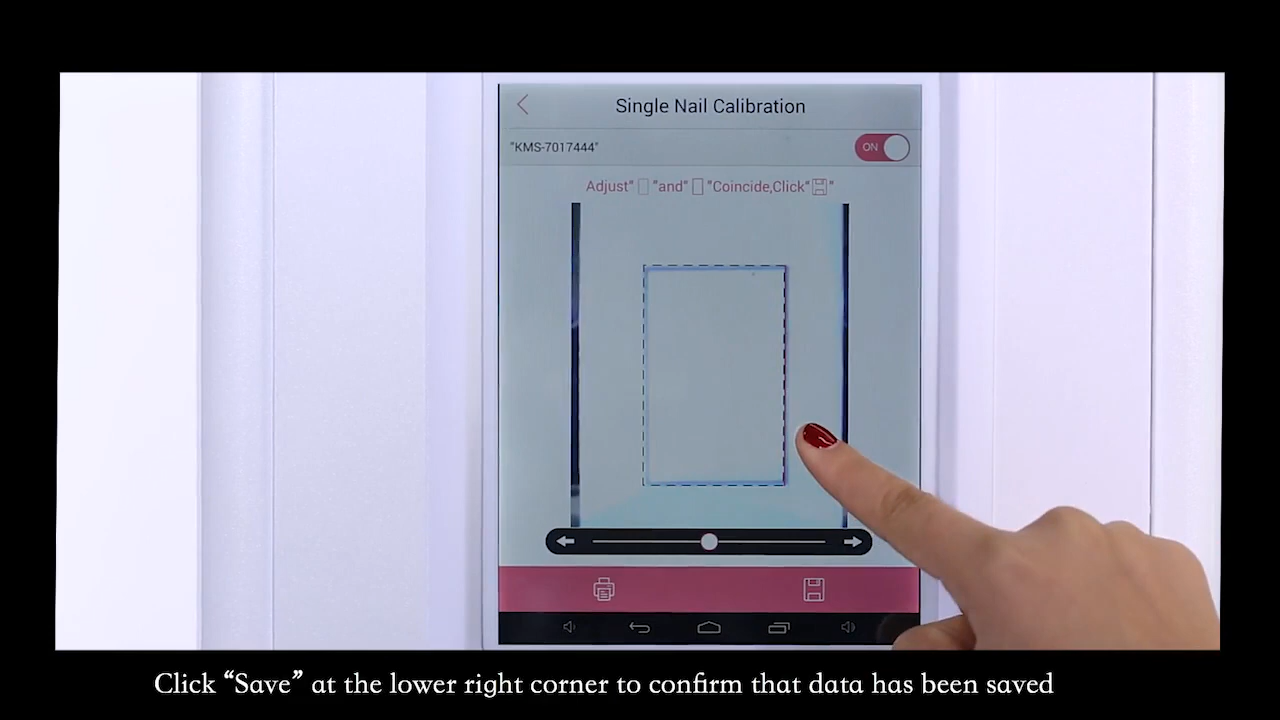 Single Nail Calibration
"KMS-7017444"
ON
Adjust" "and" "Coincide,Click" "
Click “Save” at the lower right corner to confirm that data has been saved